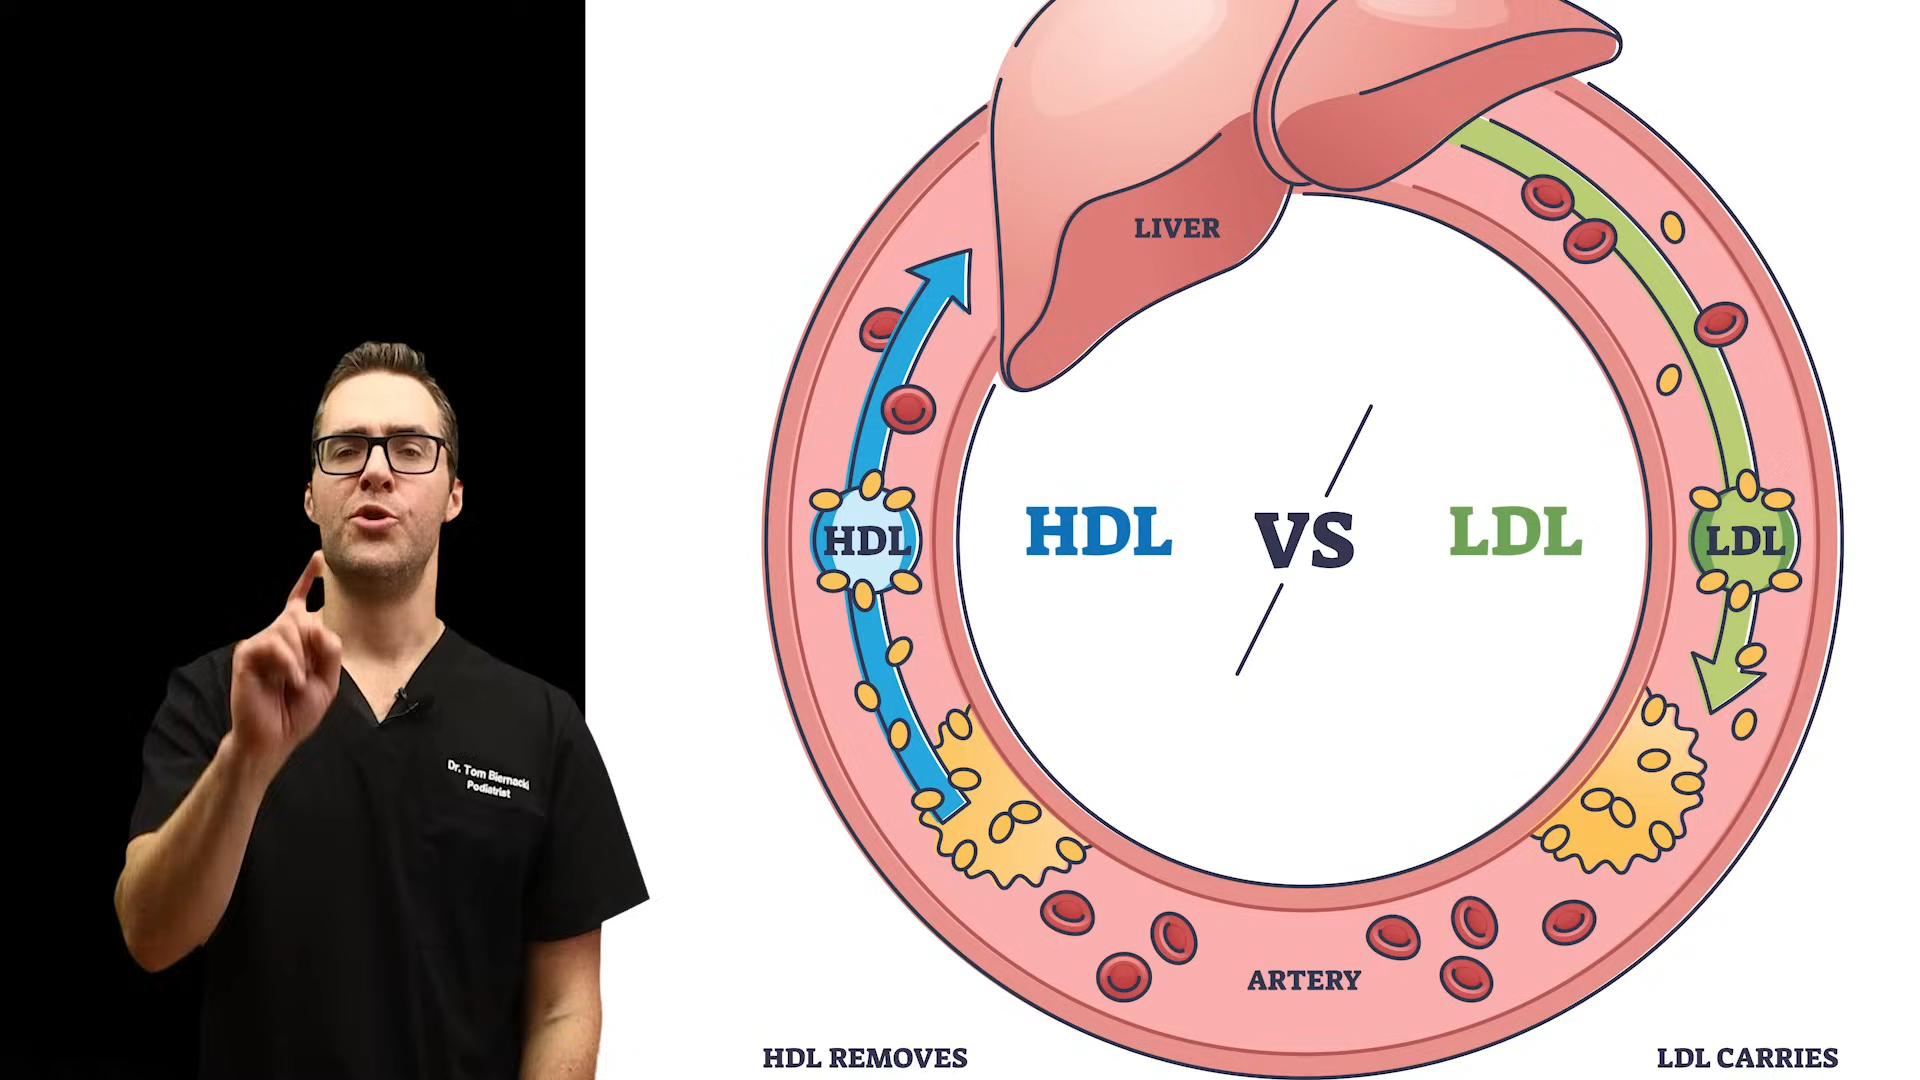 LIVER
HDL
HDL VS LDL
LDL
Dr. Tom Biernacki
Podiatrist
ARTERY
HDL REMOVES
LDL CARRIES